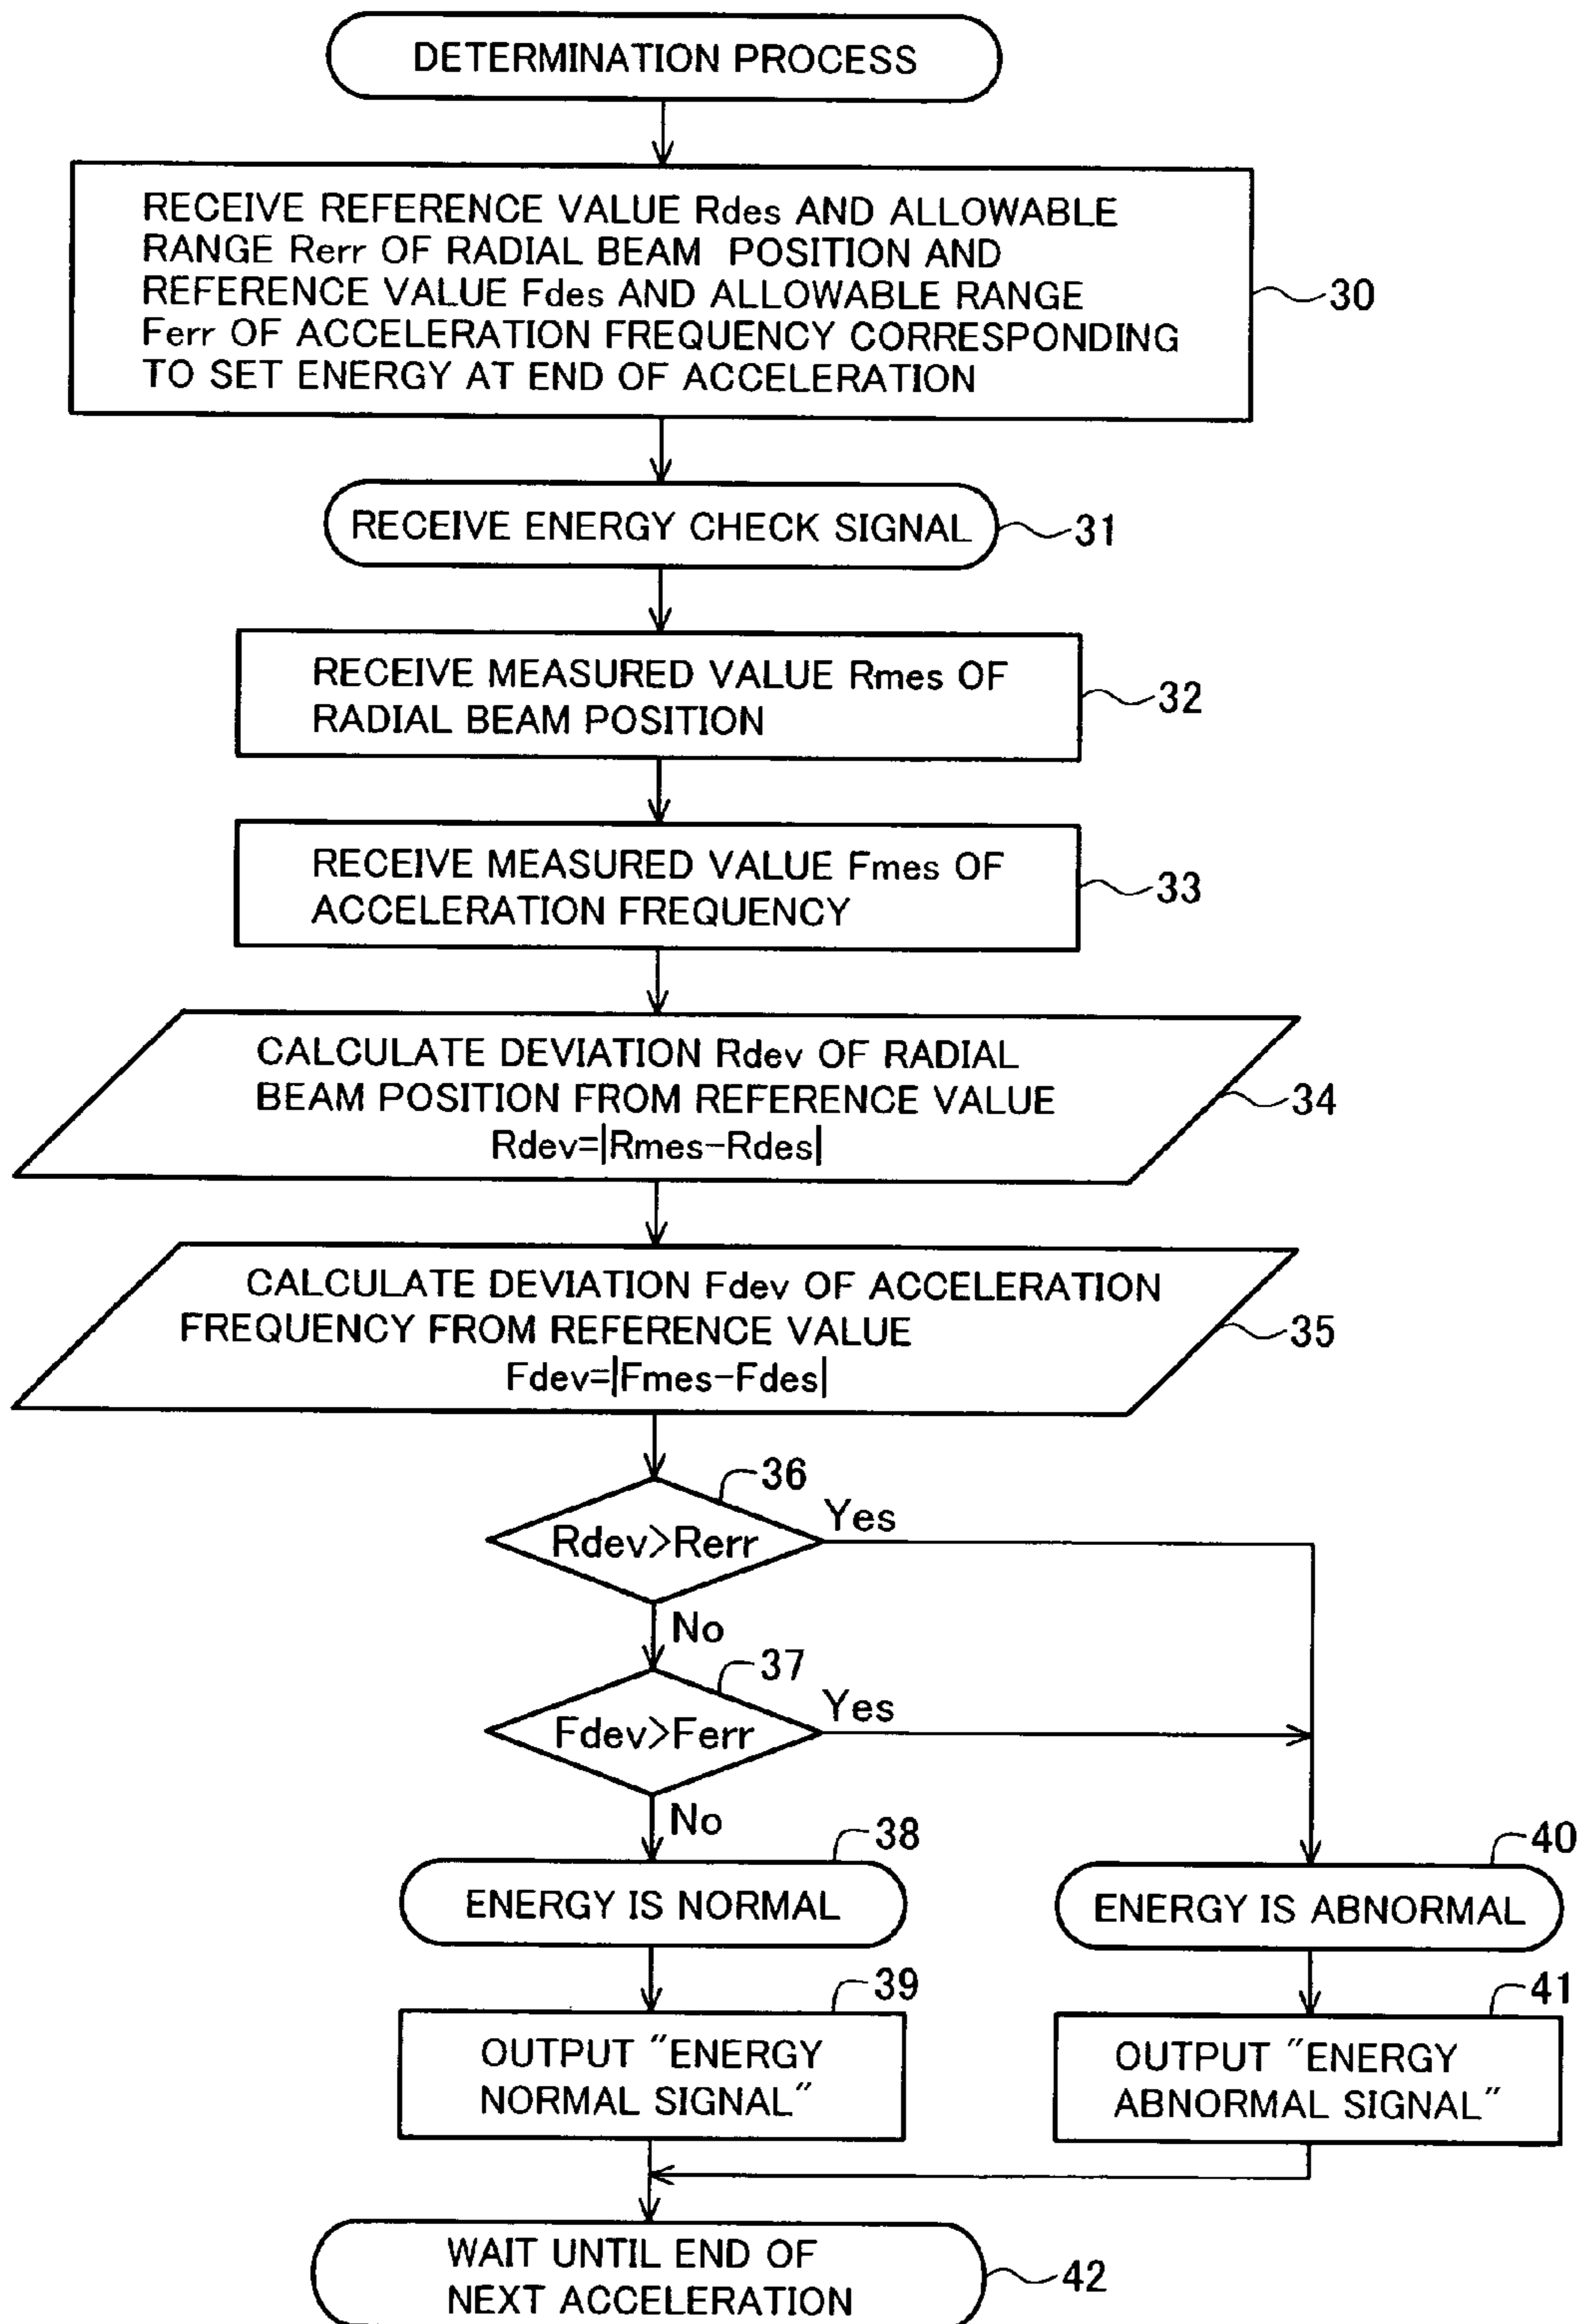 DETERMINATION PROCESS
RECEIVE REFERENCE VALUE Rdes AND ALLOWABLE
RANGE Rerr OF RADIAL BEAM POSITION AND
REFERENCE VALUE Fdes AND ALLOWABLE RANGE
Ferr OF ACCELERATION FREQUENCY CORRESPONDING
TO SET ENERGY AT END OF ACCELERATION
30
RECEIVE ENERGY CHECK SIGNAL
31
RECEIVE MEASURED VALUE Rmes OF
RADIAL BEAM POSITION
32
RECEIVE MEASURED VALUE Fmes OF
ACCELERATION FREQUENCY
33
CALCULATE DEVIATION Rdev OF RADIAL
BEAM POSITION FROM REFERENCE VALUE
Rdev=|Rmes-Rdes|
34
CALCULATE DEVIATION Fdev OF ACCELERATION
FREQUENCY FROM REFERENCE VALUE
Fdev=|Fmes-Fdes|
35
36
Rdev>Rerr
Yes
No
37
Fdev>Ferr
Yes
No
38
ENERGY IS NORMAL
40
ENERGY IS ABNORMAL
39
OUTPUT "ENERGY
NORMAL SIGNAL"
41
OUTPUT "ENERGY
ABNORMAL SIGNAL"
WAIT UNTIL END OF
NEXT ACCELERATION
42